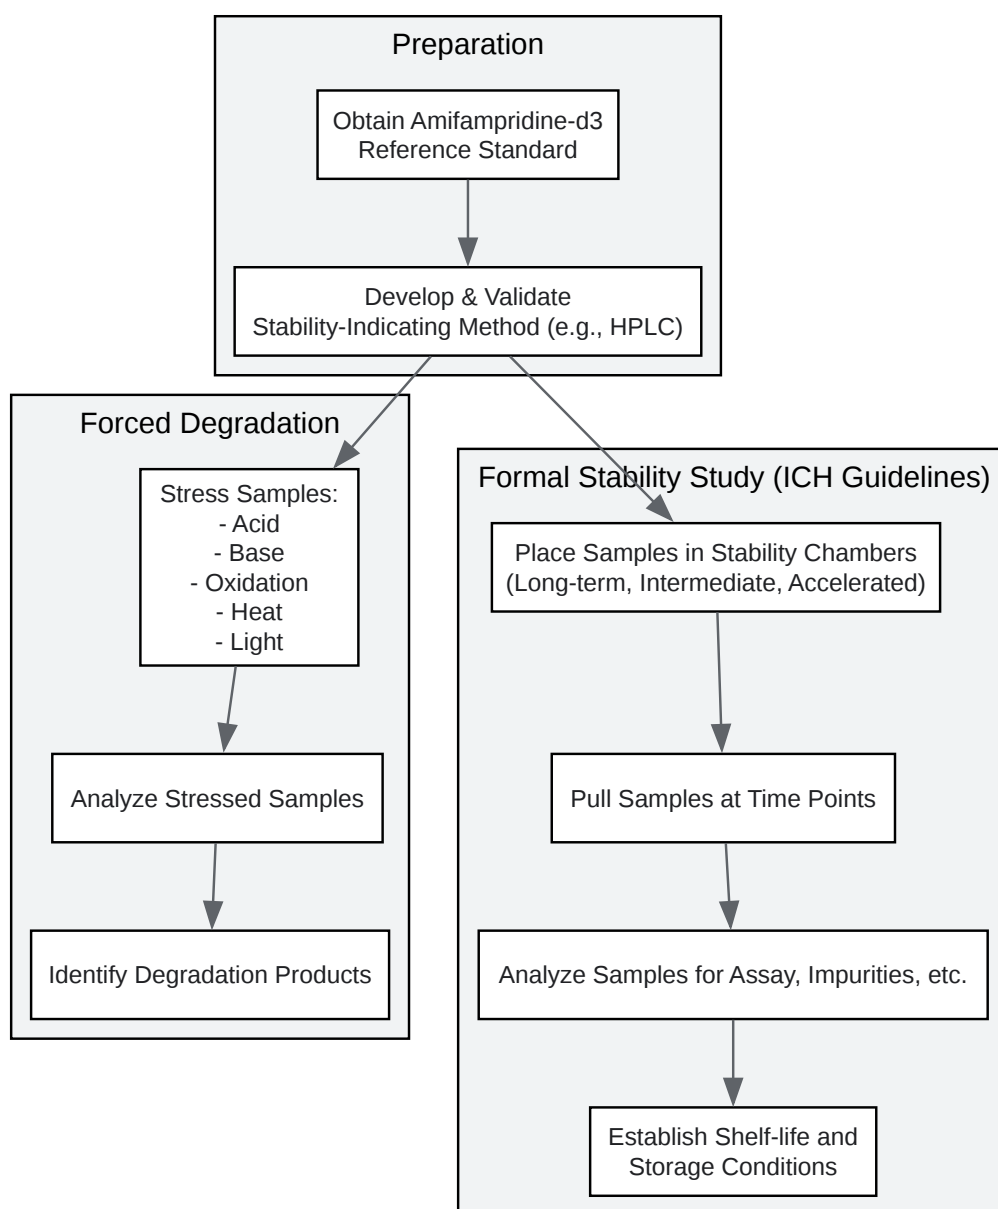 Preparation
Obtain Amifampridine-d3
Reference Standard
Develop & Validate
Stability-Indicating Method (e.g., HPLC)
Forced Degradation
Stress Samples:
- Acid
- Base
- Oxidation
- Heat
- Light
Analyze Stressed Samples
Identify Degradation Products
Formal Stability Study (ICH Guidelines)
Place Samples in Stability Chambers
(Long-term, Intermediate, Accelerated)
Pull Samples at Time Points
Analyze Samples for Assay, Impurities, etc.
Establish Shelf-life and
Storage Conditions